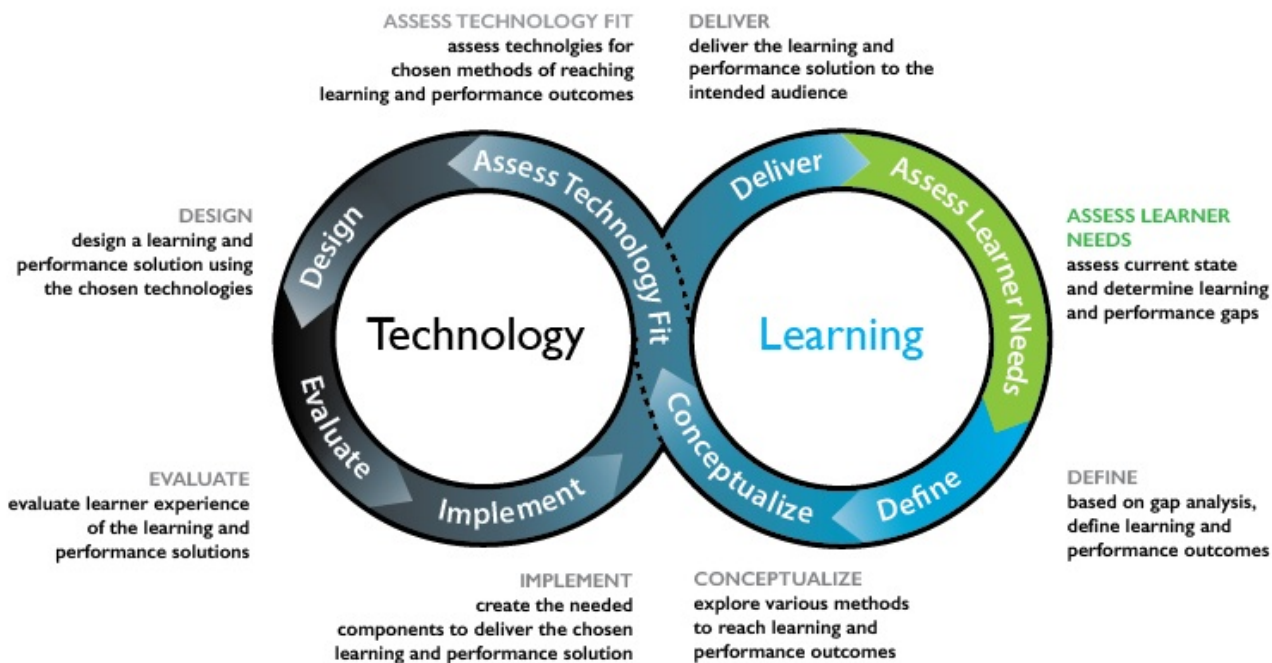 ASSESS TECHNOLOGY FIT
assess technolgies for
chosen methods of reaching
learning and performance outcomes
DELIVER
deliver the learning and
performance solution to the
intended audience
DESIGN
design a learning and
performance solution using
the chosen technologies
Assess Technology Fit
Design
Evaluate
Implement
Technology
Deliver
Assess Learner Needs
Define
Conceptualize
Learning
ASSESS LEARNER
NEEDS
assess current state
and determine learning
and performance gaps
EVALUATE
evaluate learner experience
of the learning and
performance solutions
DEFINE
based on gap analysis,
define learning and
performance outcomes
IMPLEMENT
create the needed
components to deliver the chosen
learning and performance solution
CONCEPTUALIZE
explore various methods
to reach learning and
performance outcomes